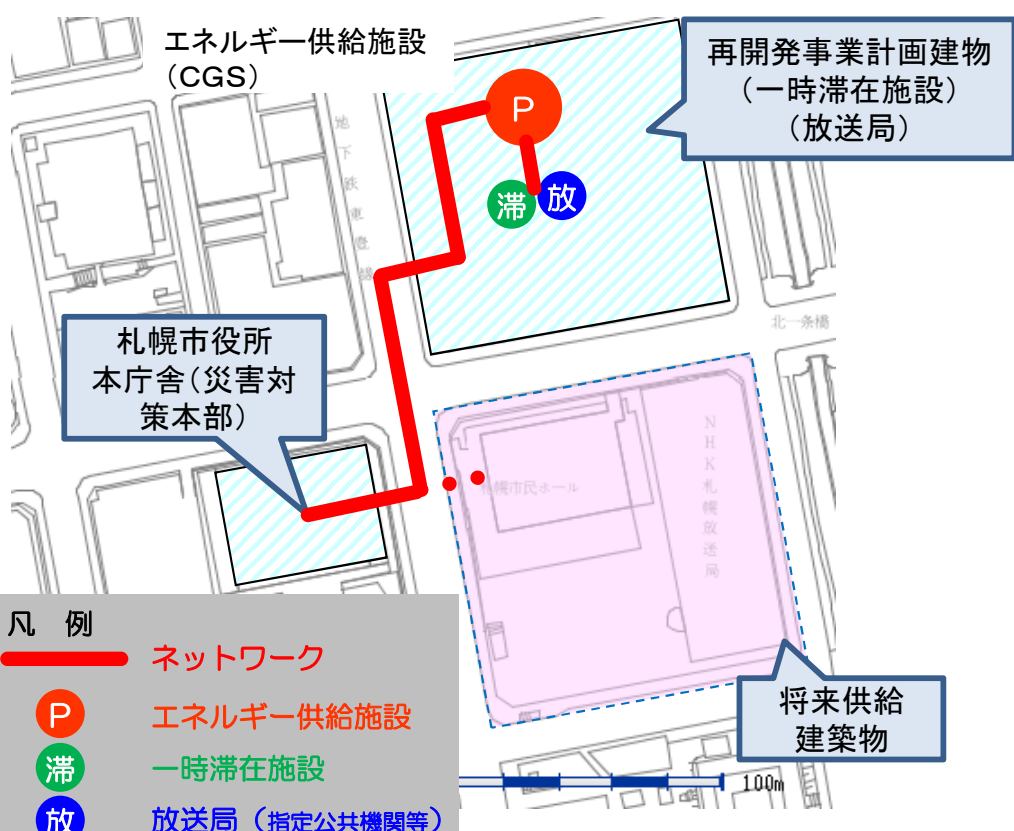 エネルギー供給施設
（CGS）
再開発事業計画建物
（一時滞在施設）
（放送局）
P
滞
放
地下鉄東豊線
北一条橋
札幌市役所
本庁舎（災害対
策本部）
札幌市民ホール
NHK札幌放送局
将来供給
建築物
凡　例
ネットワーク
P
エネルギー供給施設
滞
一時滞在施設
放
放送局（指定公共機関等）
100m